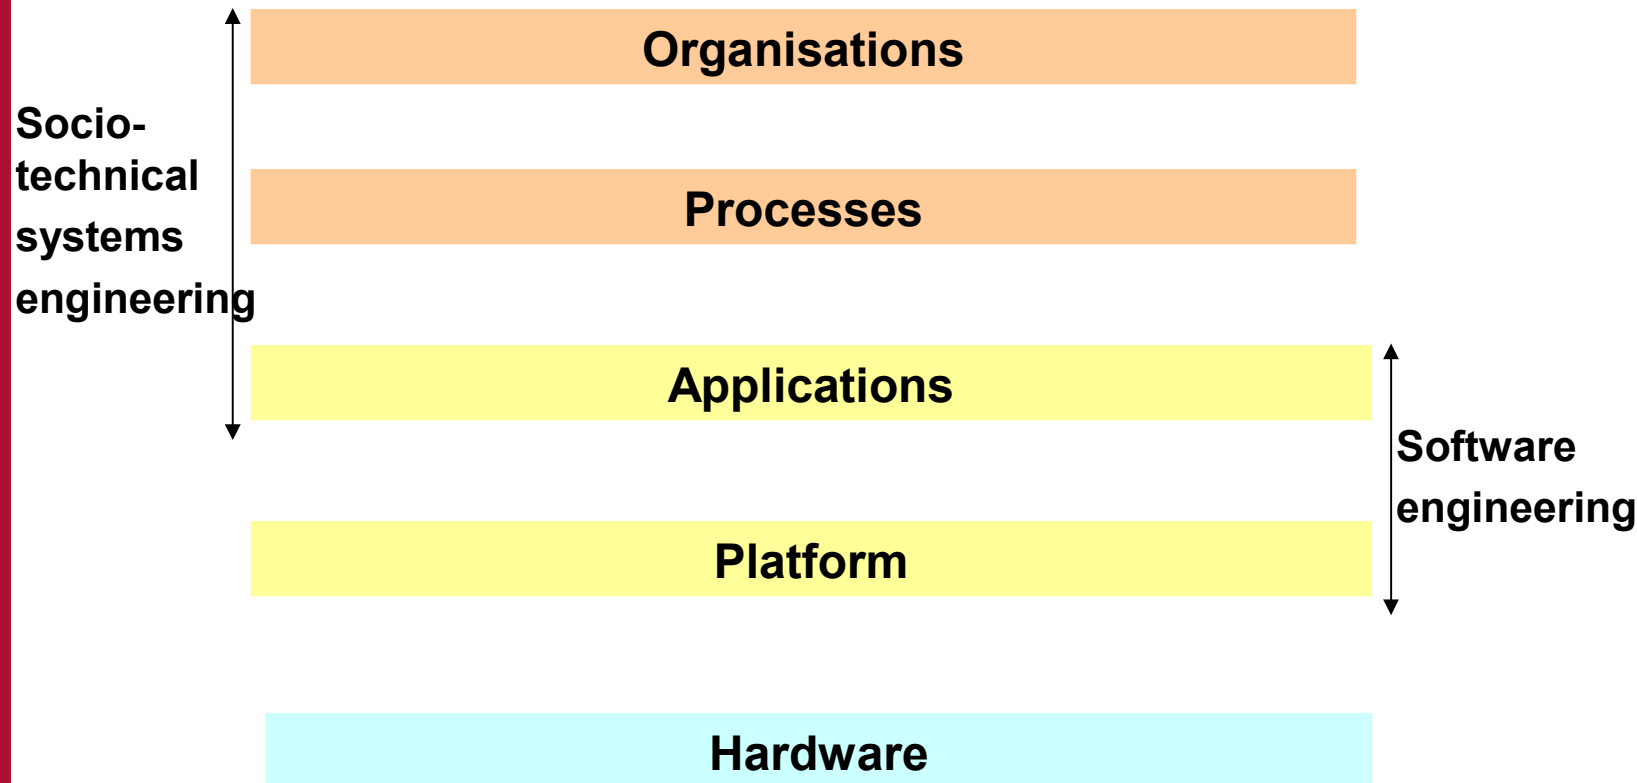 Organisations
Socio-
technical
systems
engineering
Processes
Applications
Software
engineering
Platform
Hardware